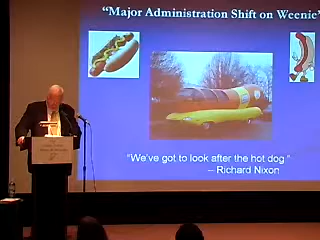 "Major Administration Shift on Weenie"
"We've got to look after the hot dog "
-- Richard Nixon